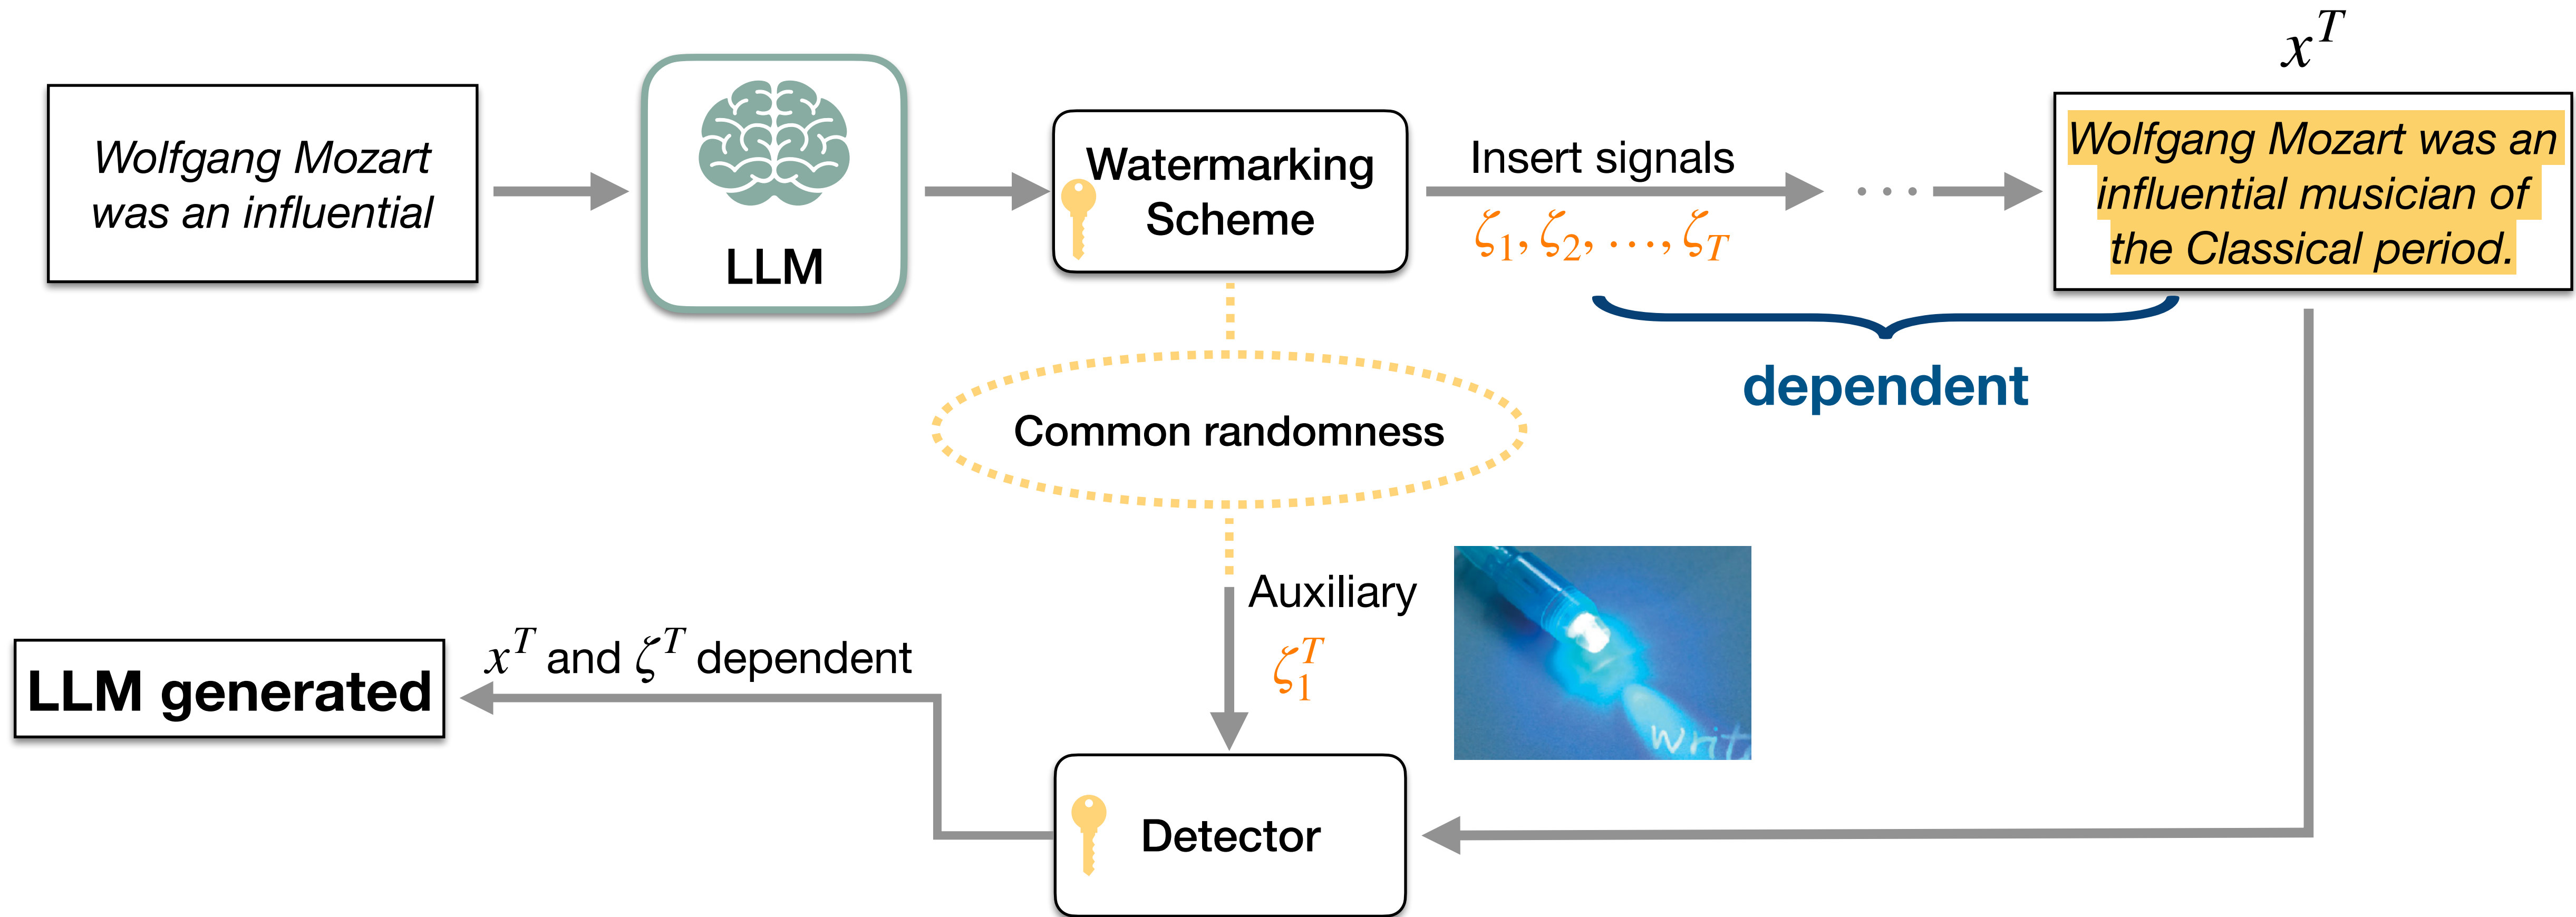 Wolfgang Mozart
was an influential
LLM
Watermarking
Scheme
Insert signals
ζ₁, ζ₂, …, ζ_T
…
x^T
Wolfgang Mozart was an
influential musician of
the Classical period.
dependent
Common randomness
Auxiliary
ζ₁^T
x^T and ζ^T dependent
LLM generated
Detector